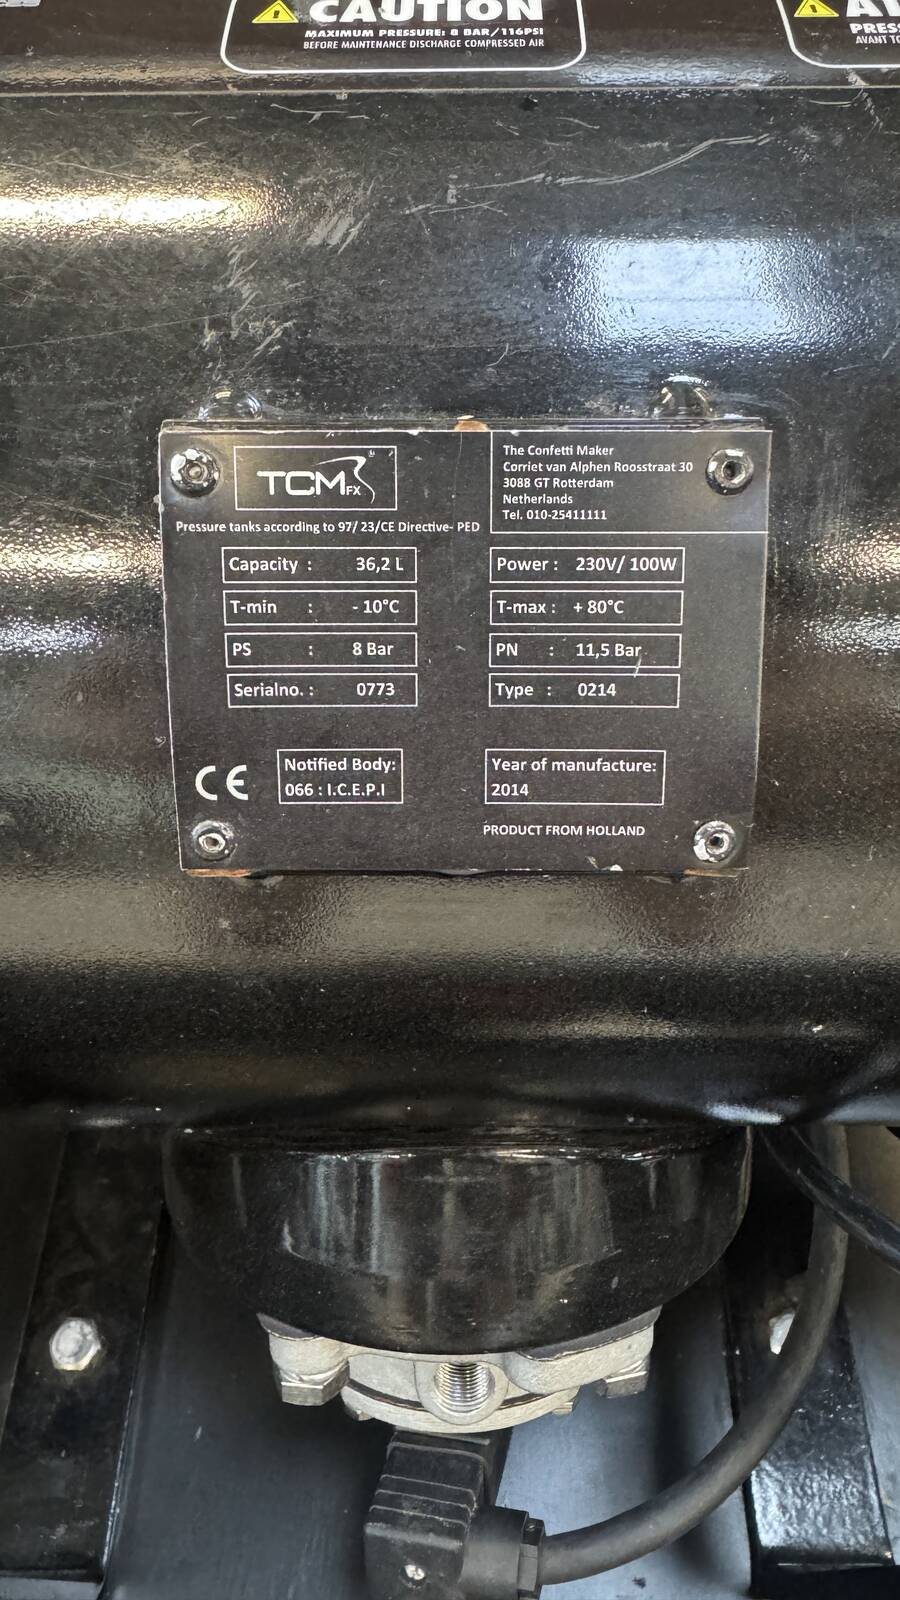 CAUTION
MAXIMUM PRESSURE: 8 BAR/116PSI
BEFORE MAINTENANCE DISCHARGE COMPRESSED AIR
AVANT
TCM FX
The Confetti Maker
Corriet van Alphen Roosstraat 30
3088 GT Rotterdam
Netherlands
Tel. 010-25411111
Pressure tanks according to 97/ 23/CE Directive- PED
Capacity : 36,2 L
Power : 230V/ 100W
T-min : - 10°C
T-max : + 80°C
PS : 8 Bar
PN : 11,5 Bar
Serialno. : 0773
Type : 0214
CE
Notified Body:
066 : I.C.E.P.I
Year of manufacture:
2014
PRODUCT FROM HOLLAND